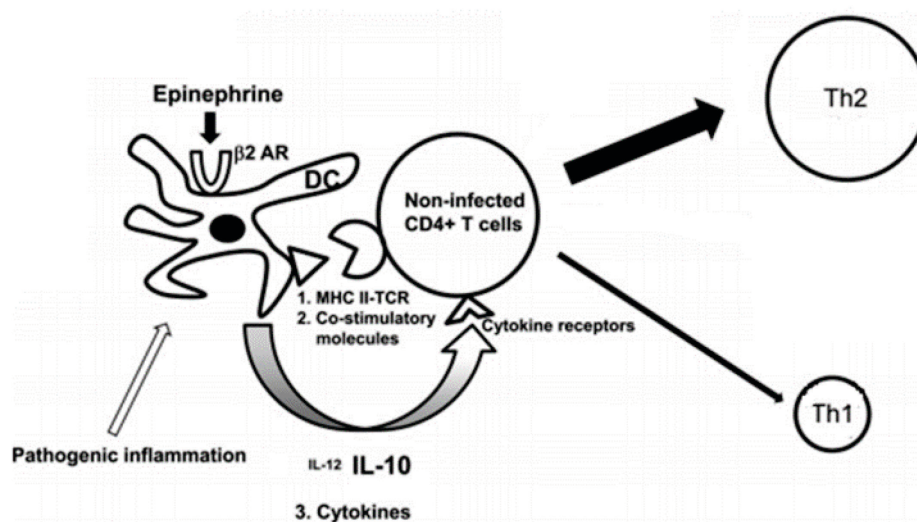 Epinephrine
β2 AR
DC
Th2
Non-infected
CD4+ T cells
1. MHC II-TCR
2. Co-stimulatory
molecules
Cytokine receptors
Th1
Pathogenic inflammation
IL-12 IL-10
3. Cytokines